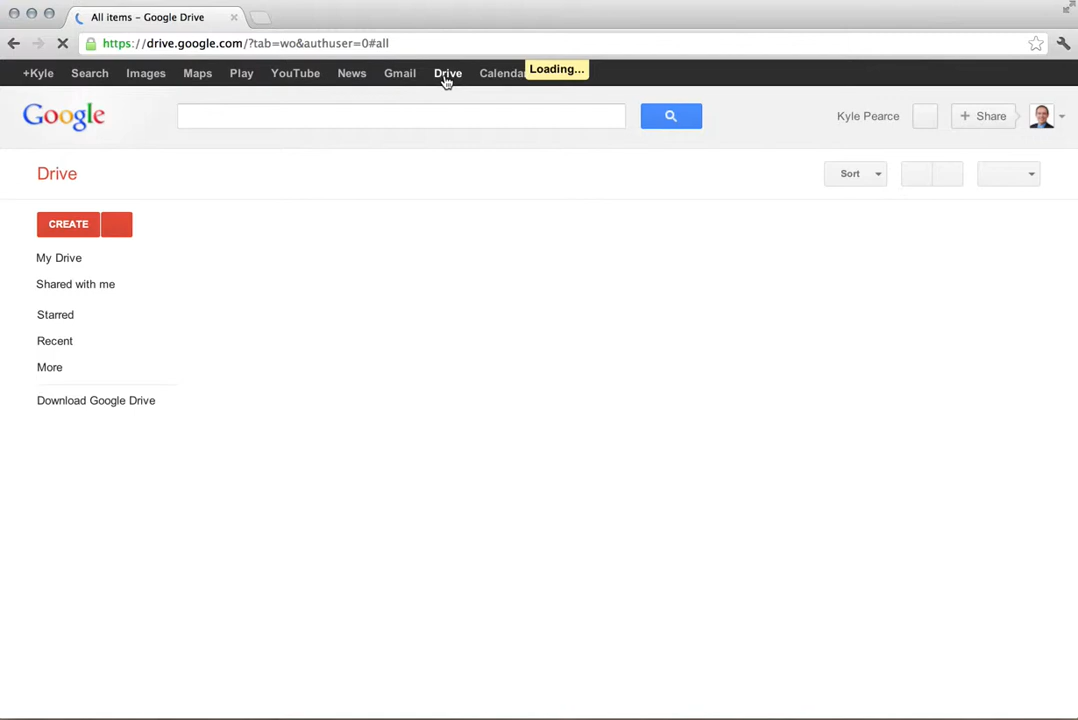 All items – Google Drive
https://drive.google.com/?tab=wo&authuser=0#all
+Kyle Search Images Maps Play YouTube News Gmail Drive Loading...
Google
Kyle Pearce
+ Share
Drive
Sort
CREATE
My Drive
Shared with me
Starred
Recent
More
Download Google Drive